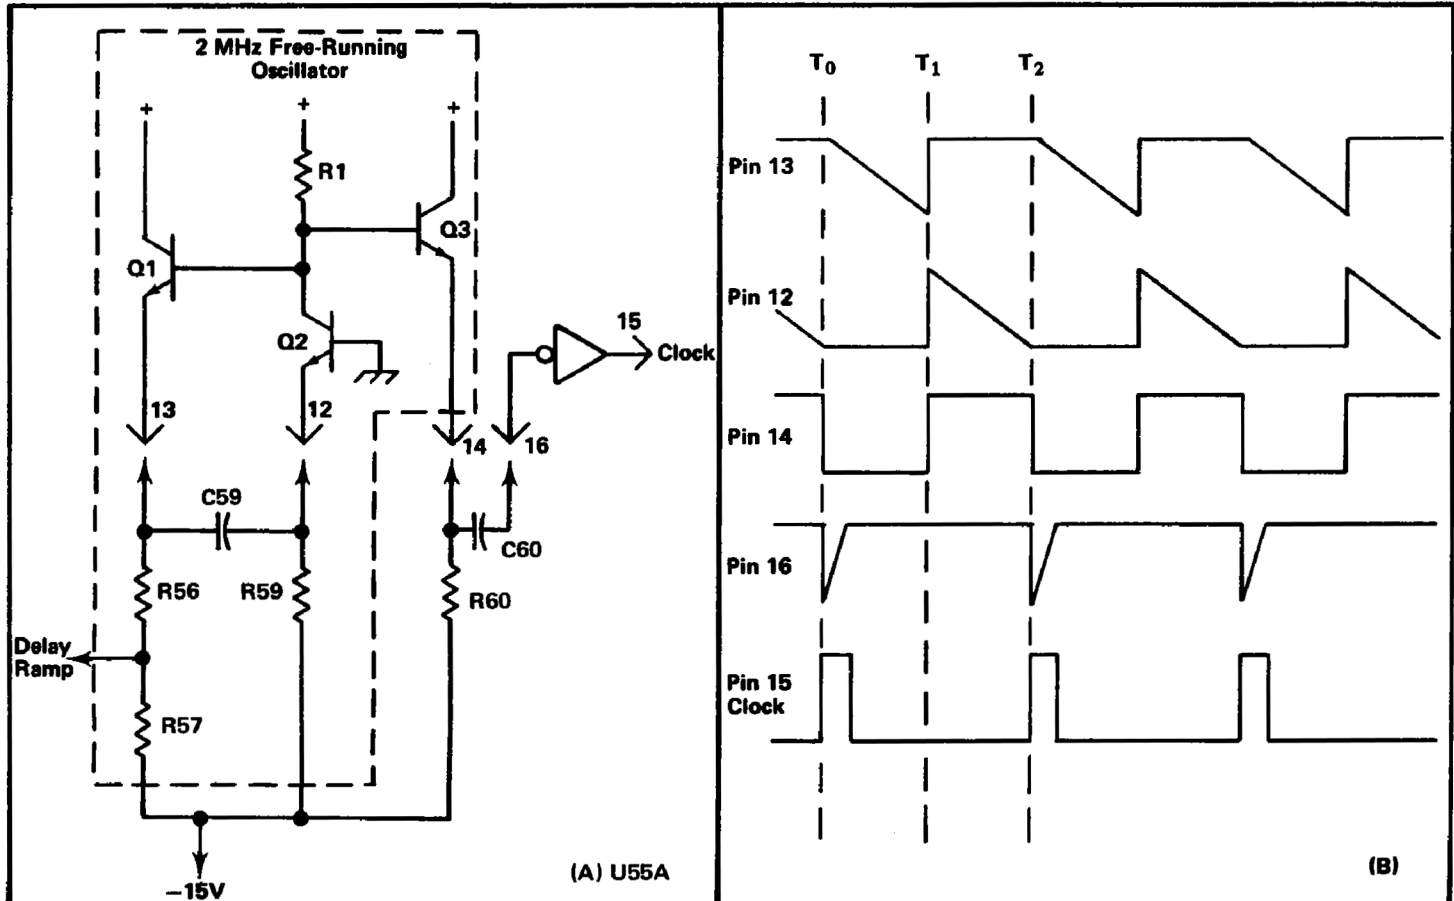 2 MHz Free-Running
Oscillator
+
+
+
R1
Q3
Q1
Q2
15
Clock
13
12
14
16
C59
C60
R56
R59
R60
Delay
Ramp
R57
(A) U55A
−15V
T0
T1
T2
Pin 13
Pin 12
Pin 14
Pin 16
Pin 15
Clock
(B)